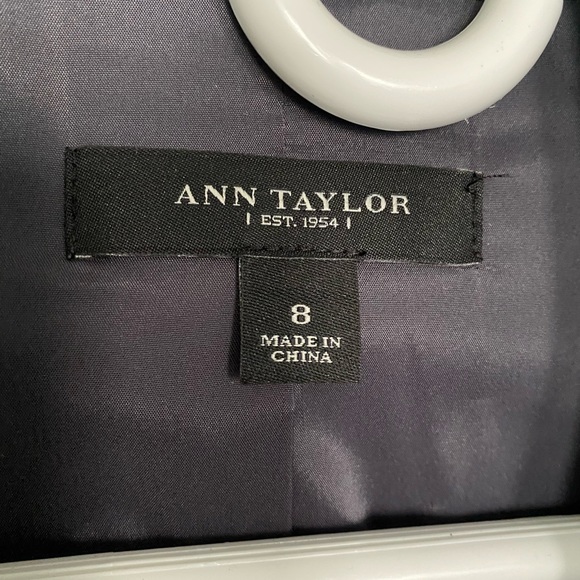 ANN TAYLOR
| EST. 1954 |
8
MADE IN
CHINA